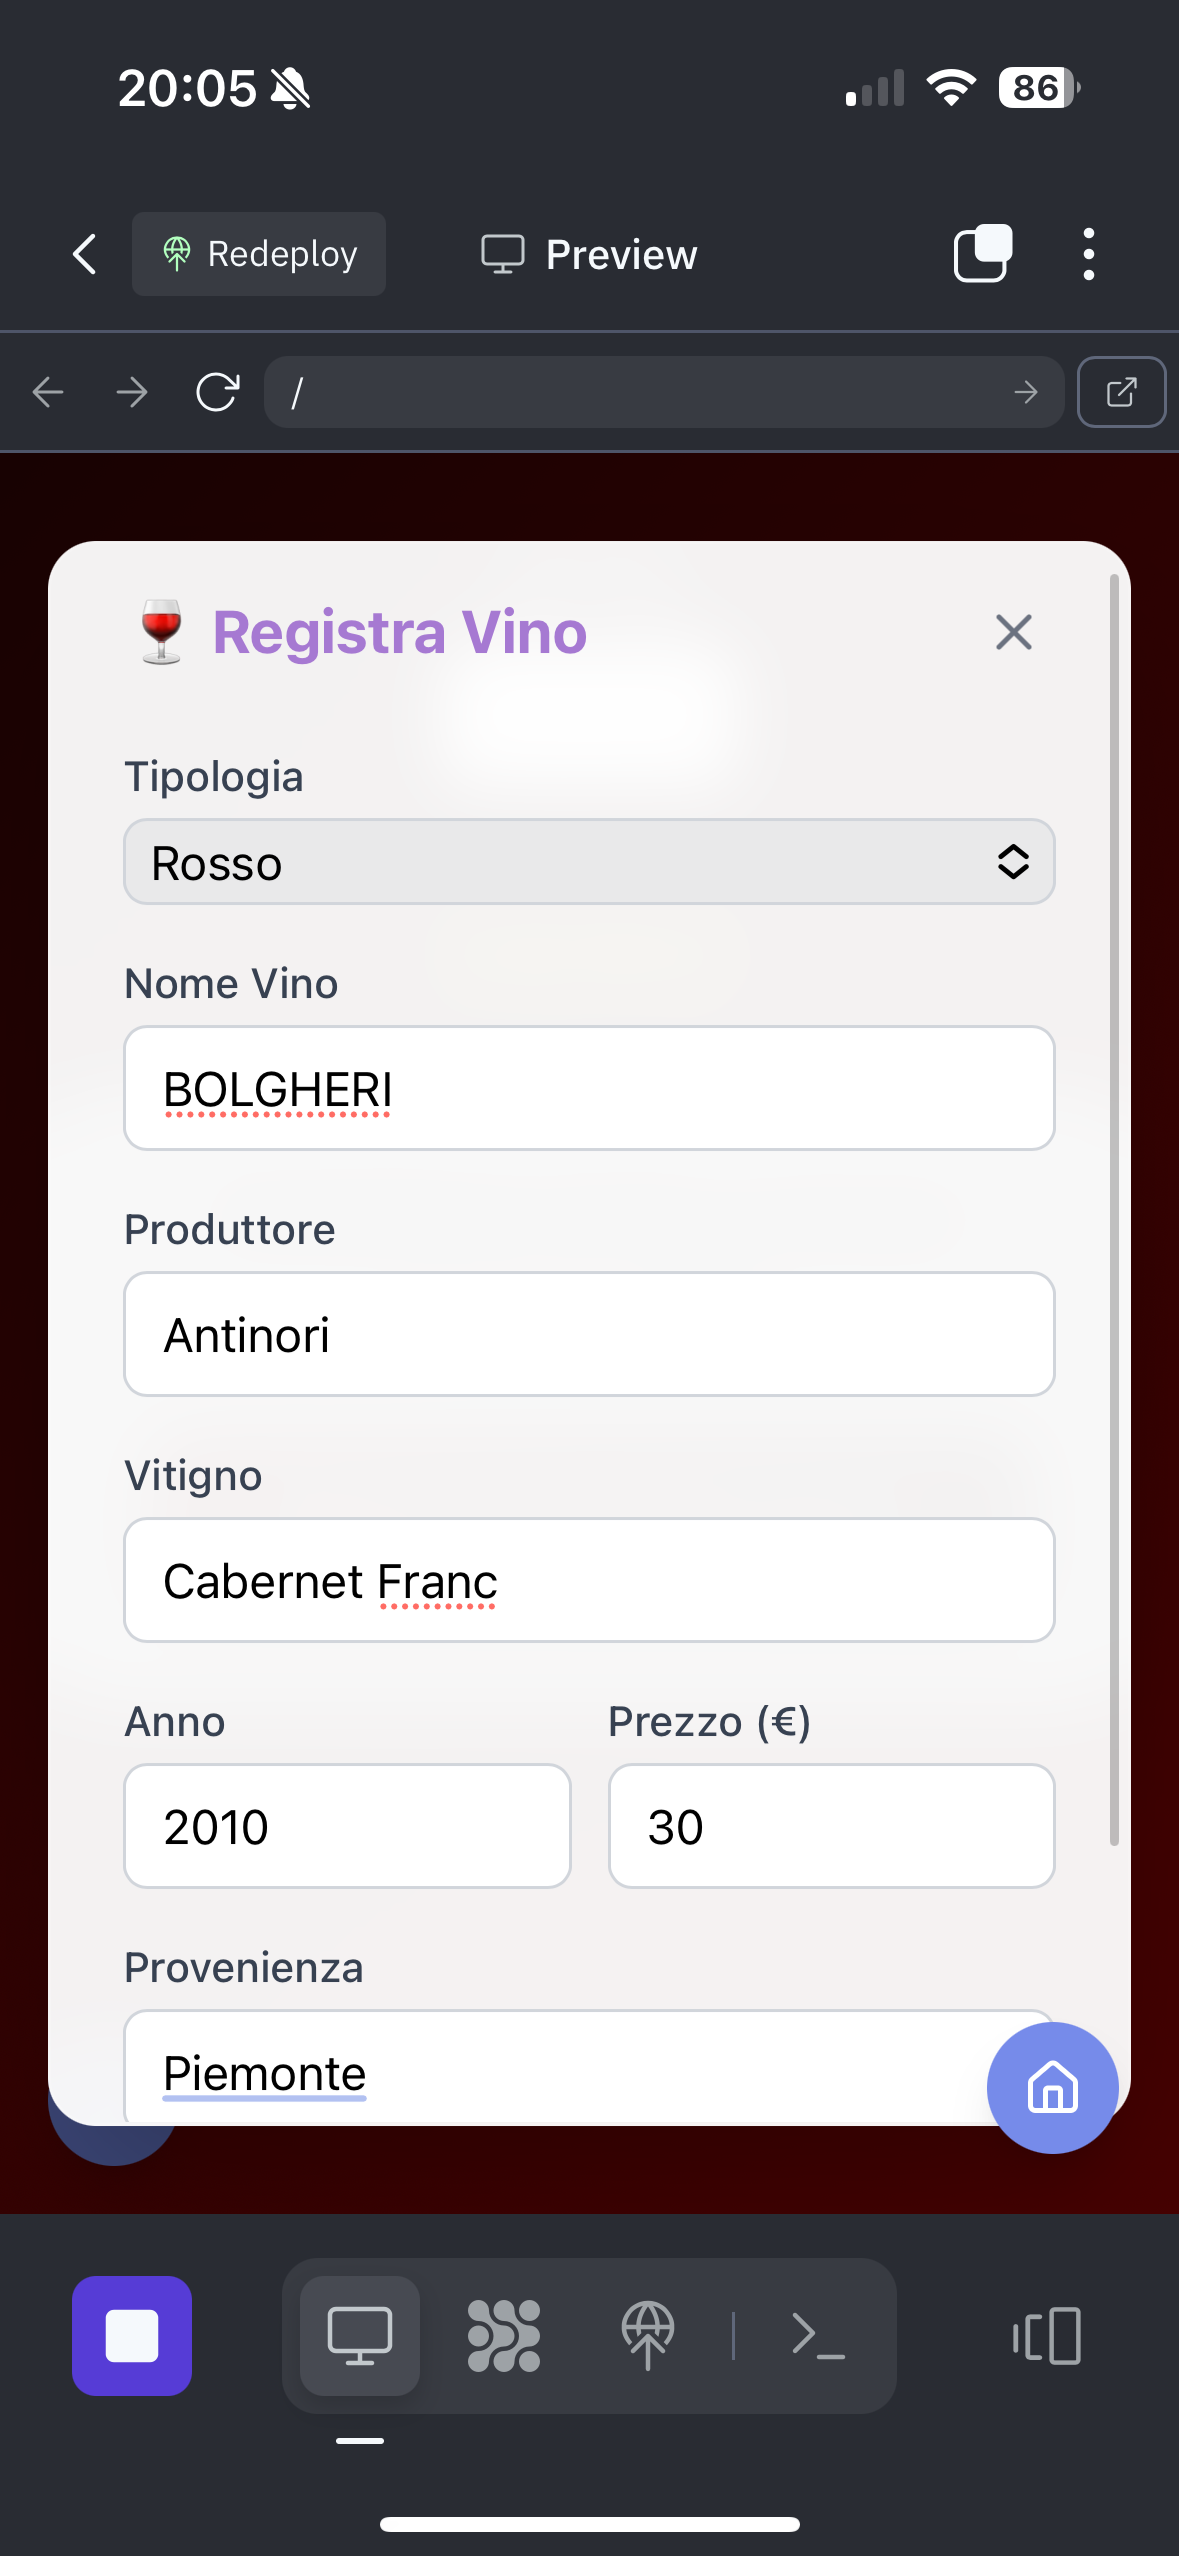 20:05
86
Redeploy
Preview
/
Registra Vino
Tipologia
Rosso
Nome Vino
BOLGHERI
Produttore
Antinori
Vitigno
Cabernet Franc
Anno
Prezzo (€)
2010
30
Provenienza
Piemonte